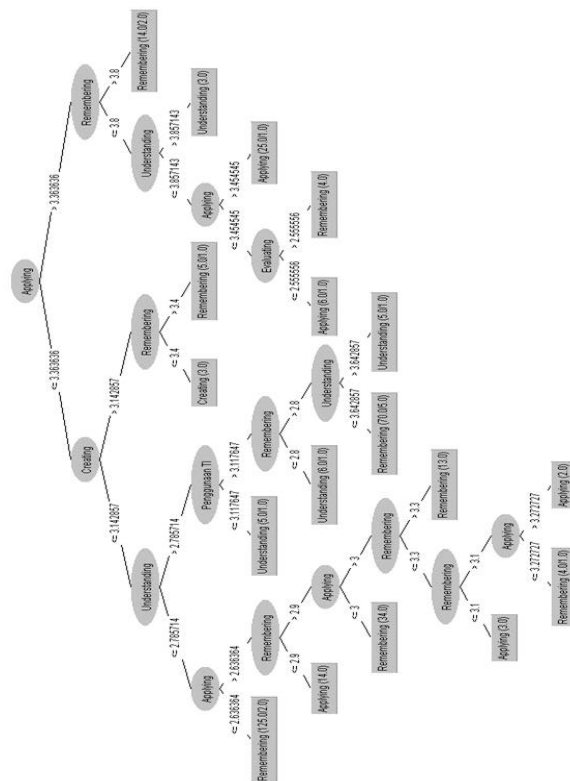 Applying
<= 3.363636
> 3.363636
Creating
Remembering
<= 3.142857
> 3.142857
<= 3.8
> 3.8
Understanding
Remembering
Understanding
Remembering (14.0/2.0)
<= 2.785714
> 2.785714
<= 3.4
> 3.4
<= 3.857143
> 3.857143
Applying
Penggunaan TI
Creating (3.0)
Remembering (5.0/1.0)
Applying
Understanding (3.0)
<= 2.636364
> 2.636364
<= 3.117647
> 3.117647
<= 3.454545
> 3.454545
Remembering (125.0/2.0)
Remembering
Understanding (5.0/1.0)
Remembering
Evaluating
Applying (25.0/1.0)
<= 2.9
> 2.9
<= 2.8
> 2.8
<= 2.555556
> 2.555556
Applying (14.0)
Applying
Understanding (6.0/1.0)
Understanding
Applying (6.0/1.0)
Remembering (4.0)
<= 3
> 3
<= 3.642857
> 3.642857
Remembering (34.0)
Remembering
Remembering (70.0/5.0)
Understanding (5.0/1.0)
<= 3.3
> 3.3
Remembering
Remembering (13.0)
<= 3.1
> 3.1
Applying (3.0)
Applying
<= 3.272727
> 3.272727
Remembering (4.0/1.0)
Applying (2.0)